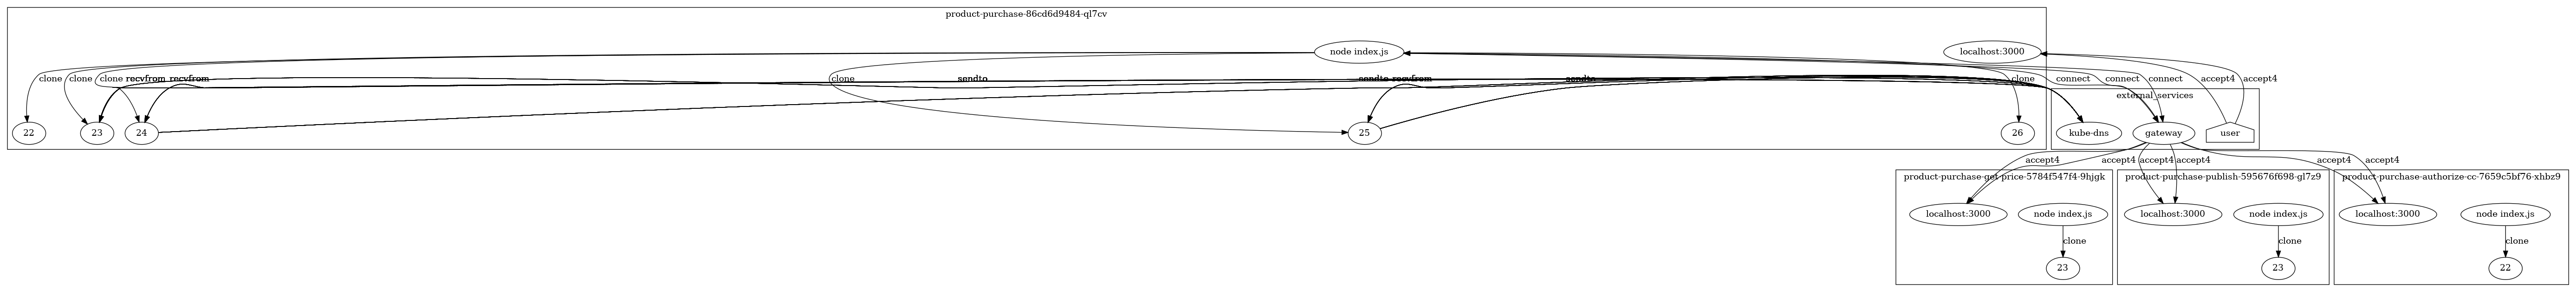 product-purchase-86cd6d9484-ql7cv
node index.js
localhost:3000
clone
clone
clone
recvfrom
recvfrom
sendto
clone
sendto
recvfrom
sendto
clone
connect
connect
connect
accept4
accept4
external_services
22
23
24
25
26
kube-dns
gateway
user
accept4
accept4
accept4
accept4
accept4
accept4
product-purchase-get-price-5784f547f4-9hjgk
product-purchase-publish-595676f698-gl7z9
product-purchase-authorize-cc-7659c5bf76-xhbz9
localhost:3000
node index.js
localhost:3000
node index.js
localhost:3000
node index.js
clone
clone
clone
23
23
22